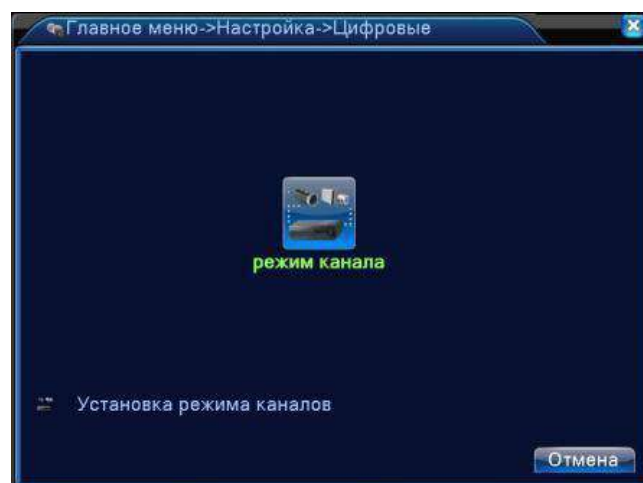 Главное меню->Настройка->Цифровые
режим канала
Установка режима каналов
Отмена